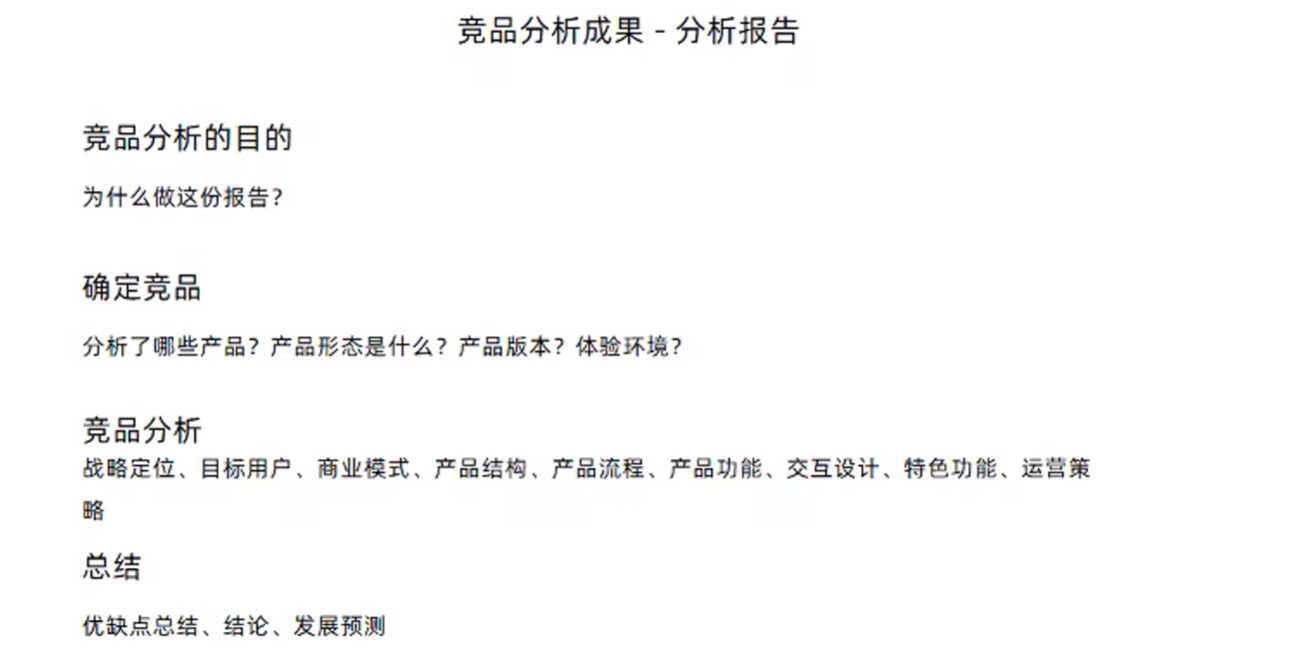 竞品分析成果 - 分析报告
竞品分析的目的
为什么做这份报告？
确定竞品
分析了哪些产品？产品形态是什么？产品版本？体验环境？
竞品分析
战略定位、目标用户、商业模式、产品结构、产品流程、产品功能、交互设计、特色功能、运营策
略
总结
优缺点总结、结论、发展预测